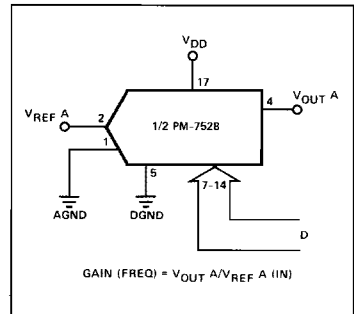 VDD
17
4
VOUT A
VREF A
2
1/2 PM-7528
1
5
7-14
AGND
DGND
D
GAIN (FREQ) = VOUT A/VREF A (IN)